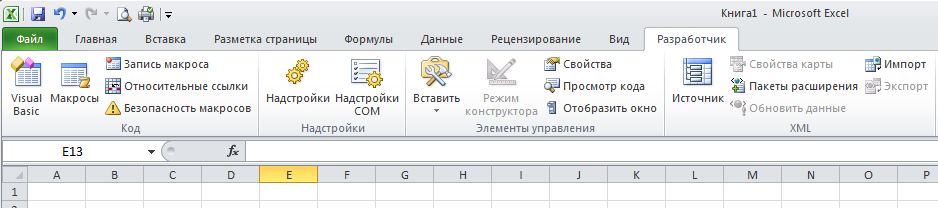 Книга1 - Microsoft Excel
Файл Главная Вставка Разметка страницы Формулы Данные Рецензирование Вид Разработчик
Visual Basic
Макросы
Запись макроса
Относительные ссылки
Безопасность макросов
Код
Надстройки
Надстройки COM
Надстройки
Вставить
Режим конструктора
Свойства
Просмотр кода
Отобразить окно
Элементы управления
Источник
Свойства карты
Пакеты расширения
Обновить данные
Импорт
Экспорт
XML
E13 fx
A B C D E F G H I J K L M N O P
1